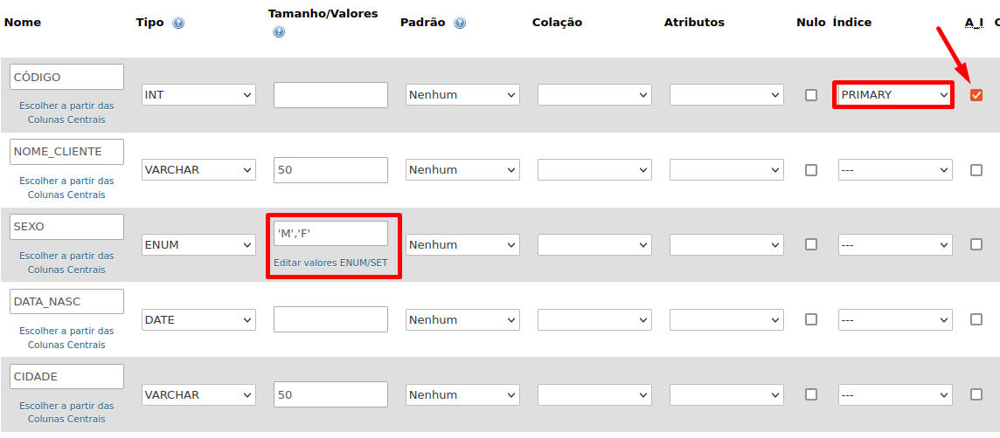 Nome Tipo Tamanho/Valores Padrão Colação Atributos Nulo Índice A_I
CÓDIGO INT Nenhum PRIMARY
Escolher a partir das
Colunas Centrais
NOME_CLIENTE VARCHAR 50 Nenhum ---
Escolher a partir das
Colunas Centrais
SEXO ENUM 'M','F' Nenhum ---
Escolher a partir das Editar valores ENUM/SET
Colunas Centrais
DATA_NASC DATE Nenhum ---
Escolher a partir das
Colunas Centrais
CIDADE VARCHAR 50 Nenhum ---
Escolher a partir das
Colunas Centrais